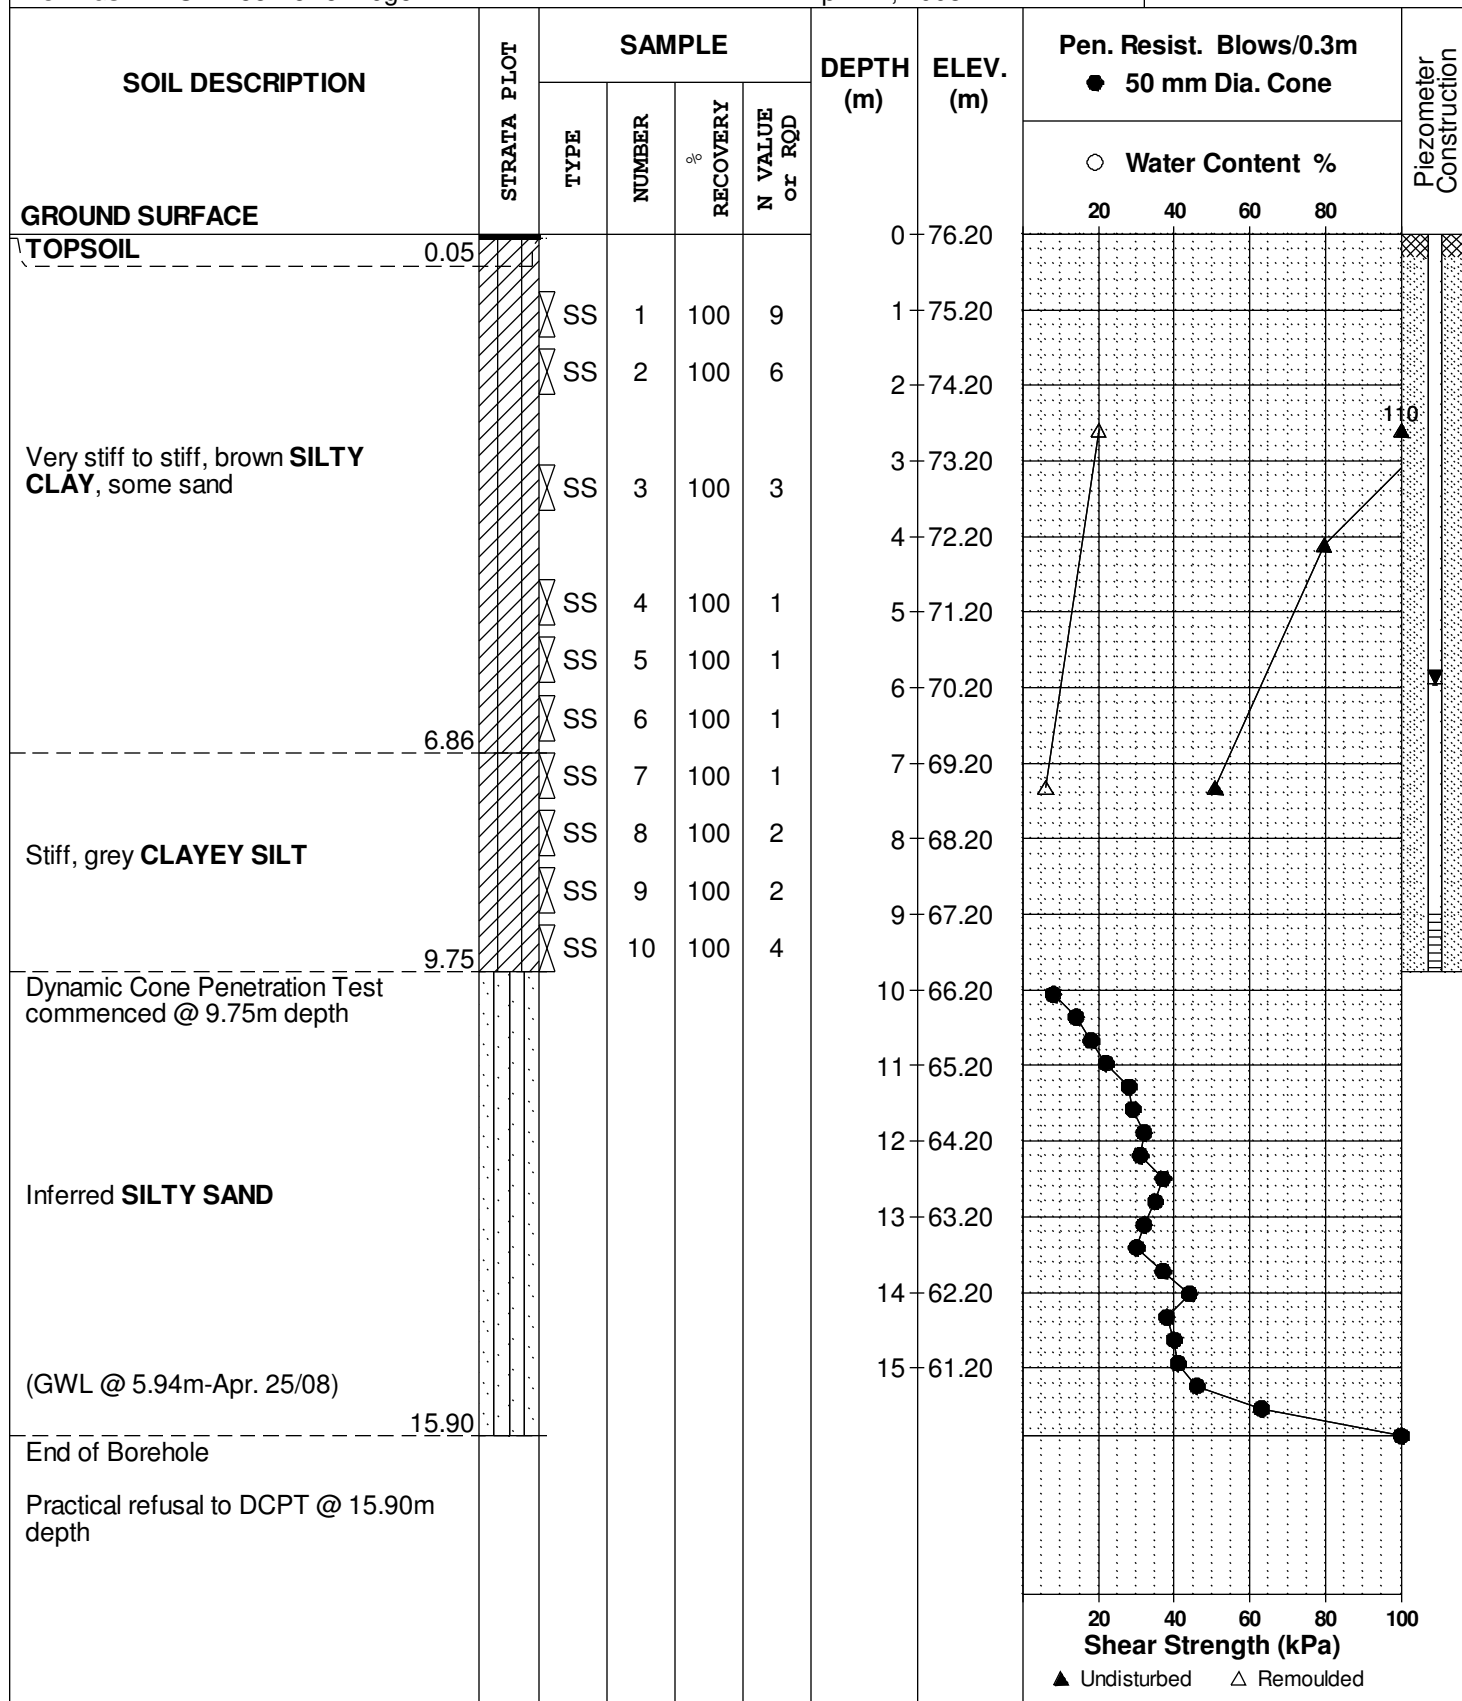 SOIL DESCRIPTION
GROUND SURFACE
STRATA PLOT
SAMPLE
TYPE
NUMBER
% RECOVERY
N VALUE or RQD
DEPTH (m)
ELEV. (m)
Pen. Resist. Blows/0.3m
● 50 mm Dia. Cone
○ Water Content %
20 40 60 80
Piezometer Construction
TOPSOIL 0.05
0 76.20
SS 1 100 9
1 75.20
SS 2 100 6
2 74.20
110
Very stiff to stiff, brown SILTY
CLAY, some sand
3 73.20
SS 3 100 3
4 72.20
SS 4 100 1
5 71.20
SS 5 100 1
6 70.20
SS 6 100 1
6.86
7 69.20
SS 7 100 1
SS 8 100 2
8 68.20
Stiff, grey CLAYEY SILT
SS 9 100 2
9 67.20
SS 10 100 4
9.75
Dynamic Cone Penetration Test
commenced @ 9.75m depth
10 66.20
11 65.20
12 64.20
Inferred SILTY SAND
13 63.20
14 62.20
15 61.20
(GWL @ 5.94m-Apr. 25/08)
15.90
End of Borehole
Practical refusal to DCPT @ 15.90m
depth
20 40 60 80 100
Shear Strength (kPa)
▲ Undisturbed △ Remoulded